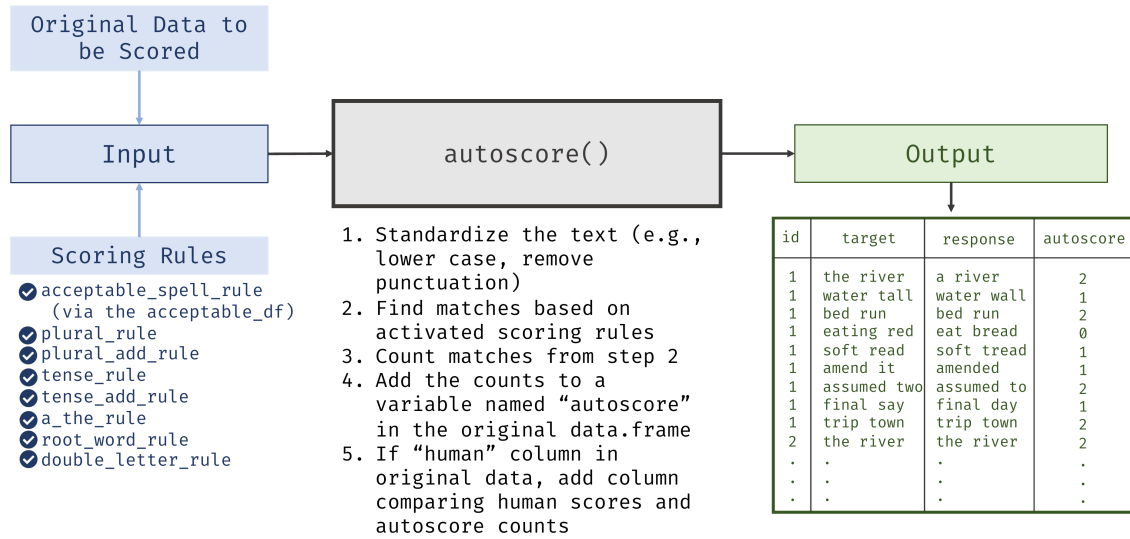 Original Data to
be Scored
Input
Scoring Rules
acceptable_spell_rule
(via the acceptable_df)
plural_rule
plural_add_rule
tense_rule
tense_add_rule
a_the_rule
root_word_rule
double_letter_rule
autoscore()
1. Standardize the text (e.g.,
lower case, remove
punctuation)
2. Find matches based on
activated scoring rules
3. Count matches from step 2
4. Add the counts to a
variable named “autoscore”
in the original data.frame
5. If “human” column in
original data, add column
comparing human scores and
autoscore counts
Output
id target response autoscore
1 the river a river 2
1 water tall water wall 1
1 bed run bed run 2
1 eating red eat bread 0
1 soft read soft tread 1
1 amend it amended 1
1 assumed two assumed to 2
1 final say final day 1
1 trip town trip town 2
2 the river the river 2
. . . .
. . . .
. . . .